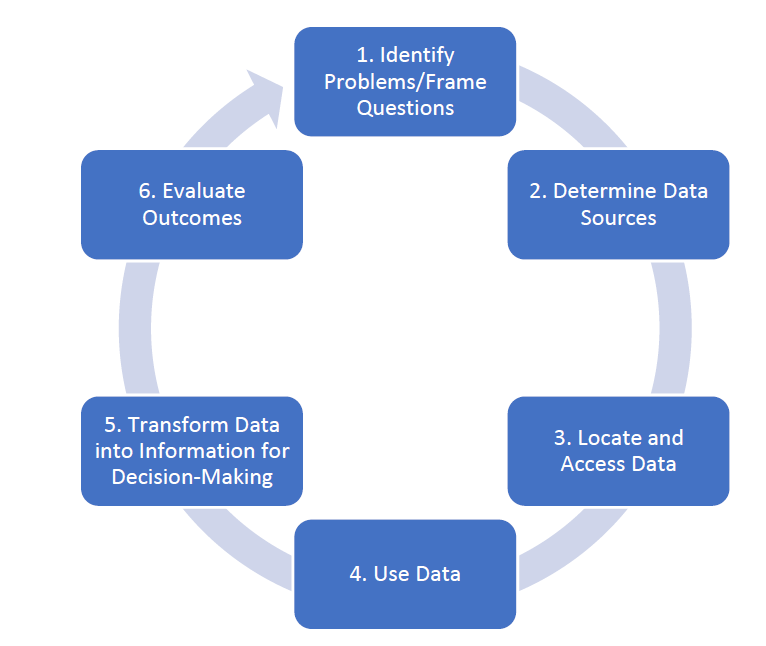 1. Identify
Problems/Frame
Questions
2. Determine Data
Sources
3. Locate and
Access Data
4. Use Data
5. Transform Data
into Information for
Decision-Making
6. Evaluate
Outcomes